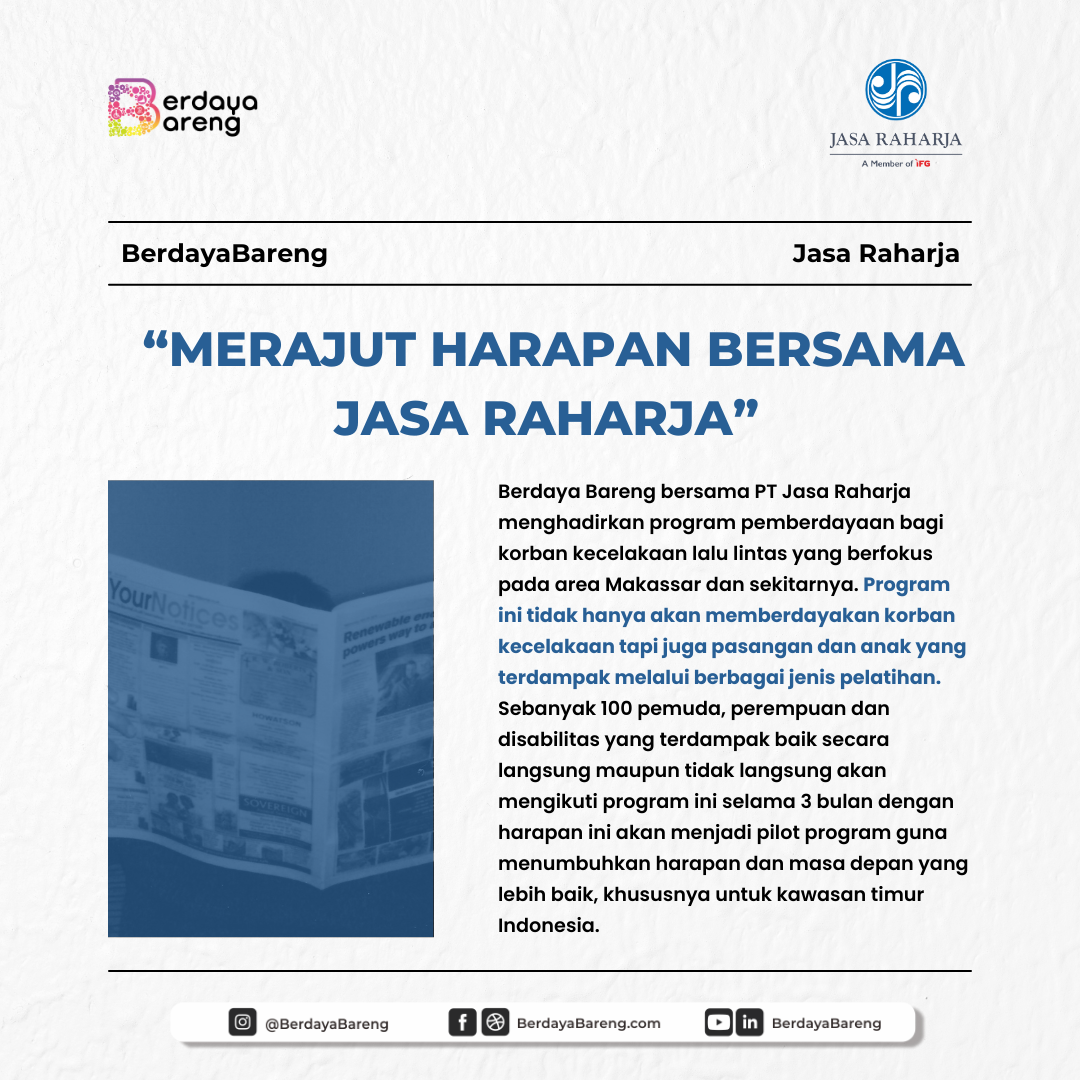 Berdaya
Bareng
JASA RAHARJA
A Member of IFG
BerdayaBareng
Jasa Raharja
“MERAJUT HARAPAN BERSAMA
JASA RAHARJA”
YourNotices
Renewable
powers way to
SOVEREIGN
Berdaya Bareng bersama PT Jasa Raharja
menghadirkan program pemberdayaan bagi
korban kecelakaan lalu lintas yang berfokus
pada area Makassar dan sekitarnya. Program
ini tidak hanya akan memberdayakan korban
kecelakaan tapi juga pasangan dan anak yang
terdampak melalui berbagai jenis pelatihan.
Sebanyak 100 pemuda, perempuan dan
disabilitas yang terdampak baik secara
langsung maupun tidak langsung akan
mengikuti program ini selama 3 bulan dengan
harapan ini akan menjadi pilot program guna
menumbuhkan harapan dan masa depan yang
lebih baik, khususnya untuk kawasan timur
Indonesia.
@BerdayaBareng
BerdayaBareng.com
BerdayaBareng